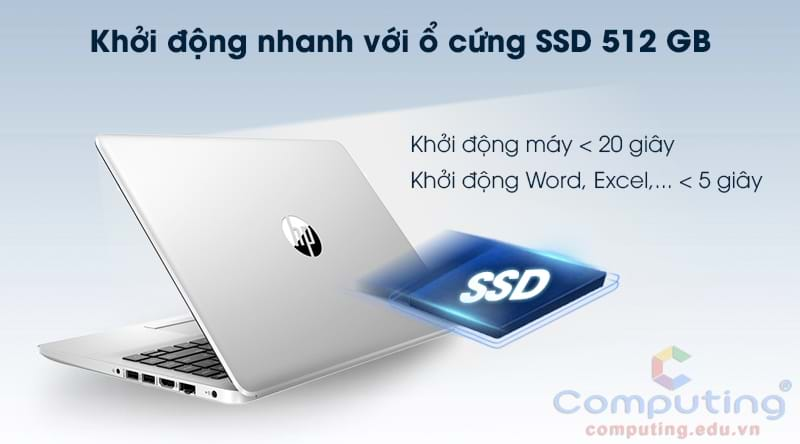 Khởi động nhanh với ổ cứng SSD 512 GB
Khởi động máy < 20 giây
Khởi động Word, Excel,... < 5 giây
hp
SSD
Computing®
computing.edu.vn